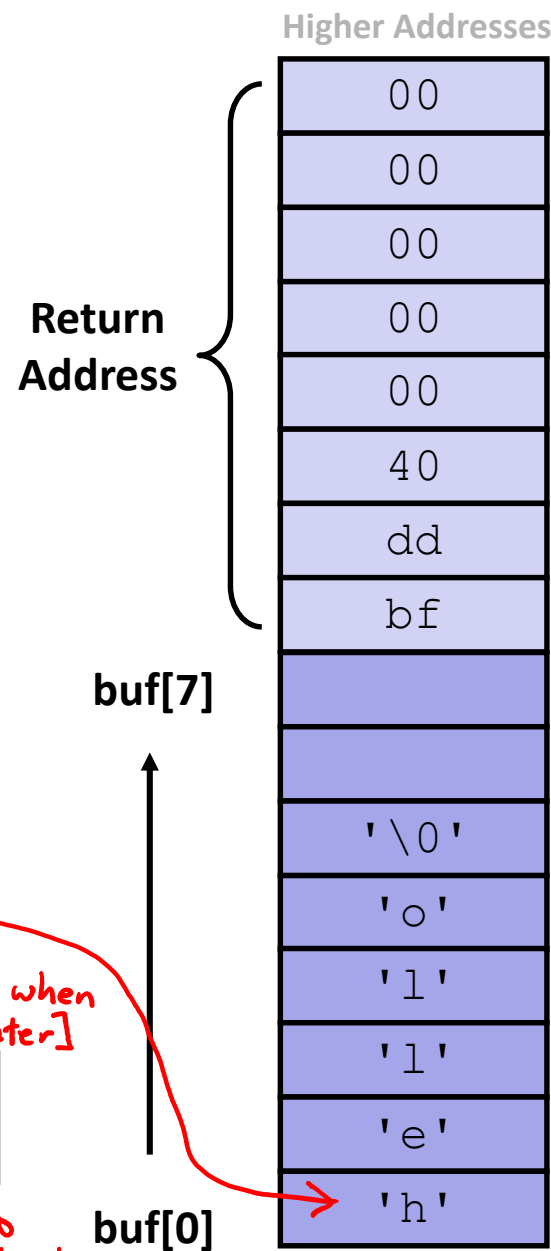 Higher Addresses
00
00
00
00
Return
Address
00
40
dd
bf
buf[7]
'\0'
'o'
'l'
when
'l'
'e'
buf[0]
'h'